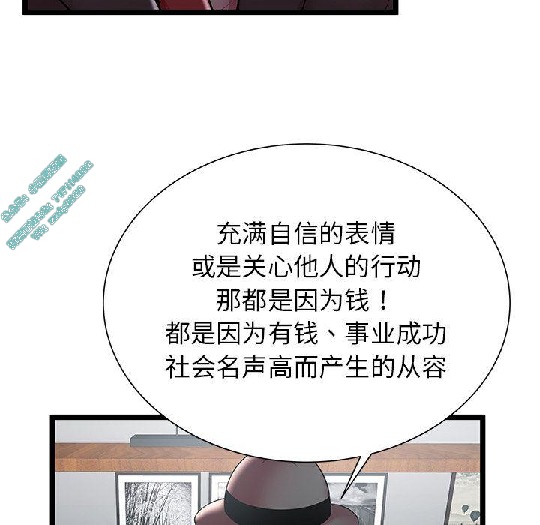 充满自信的表情
或是关心他人的行动
那都是因为钱！
都是因为有钱、事业成功
社会名声高而产生的从容